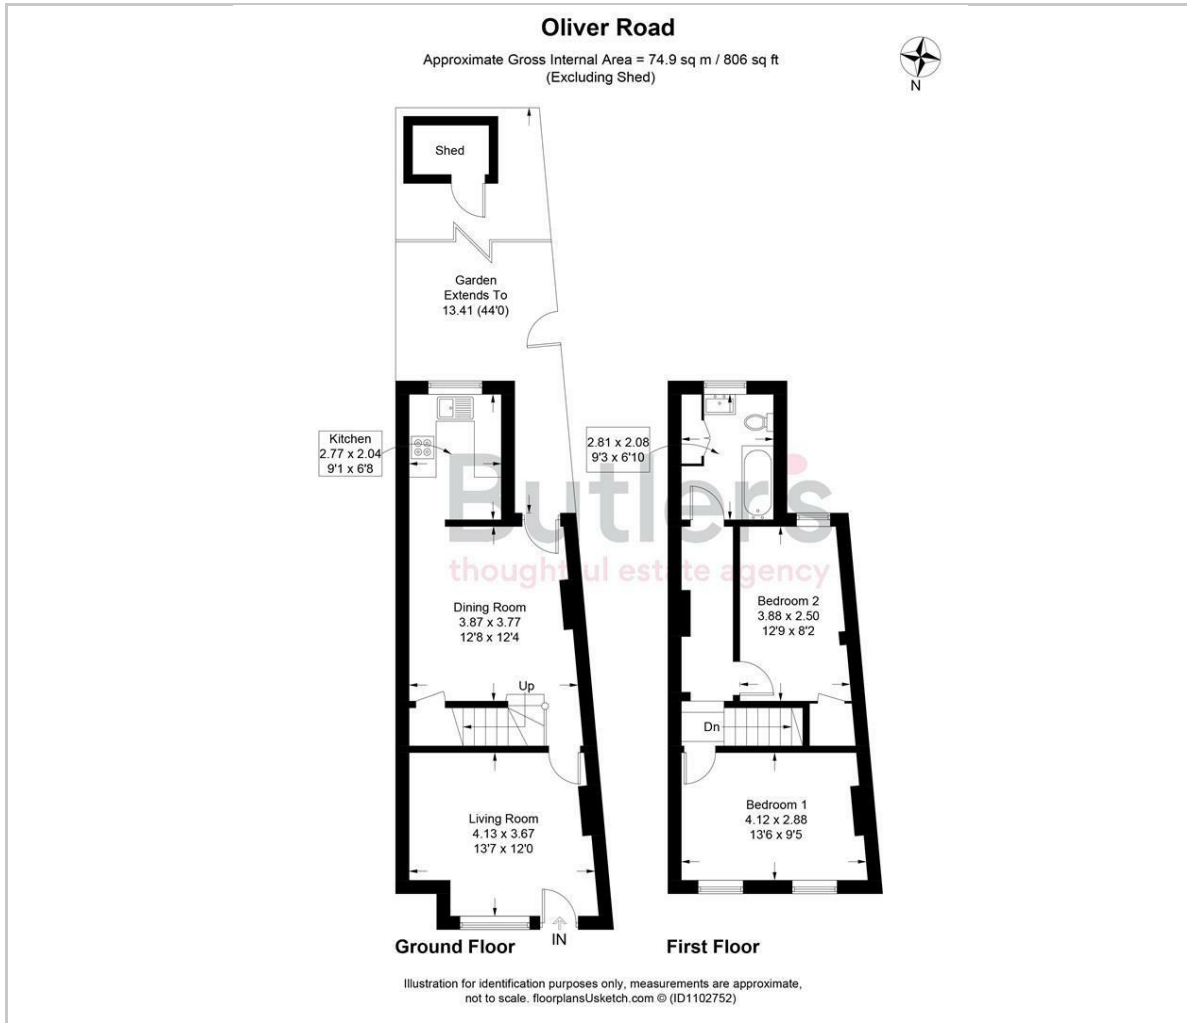 Oliver Road
Approximate Gross Internal Area = 74.9 sq m / 806 sq ft
(Excluding Shed)
N
Shed
Garden
Extends To
13.41 (44'0)
Kitchen
2.77 x 2.04
9'1 x 6'8
2.81 x 2.08
9'3 x 6'10
Butler's
thoughtful estate agency
Dining Room
3.87 x 3.77
12'8 x 12'4
Bedroom 2
3.88 x 2.50
12'9 x 8'2
Up
Dn
Living Room
4.13 x 3.67
13'7 x 12'0
Bedroom 1
4.12 x 2.88
13'6 x 9'5
IN
Ground Floor
First Floor
Illustration for identification purposes only, measurements are approximate,
not to scale. floorplansUsketch.com © (ID1102752)